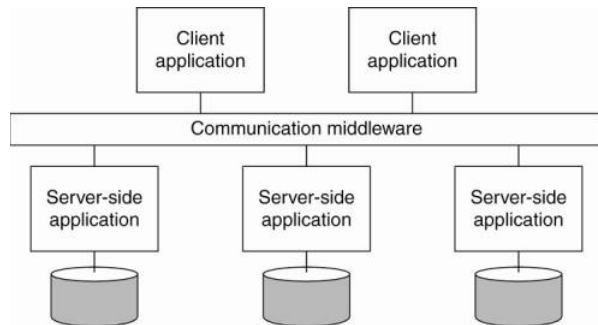 Client
application
Client
application
Communication middleware
Server-side
application
Server-side
application
Server-side
application